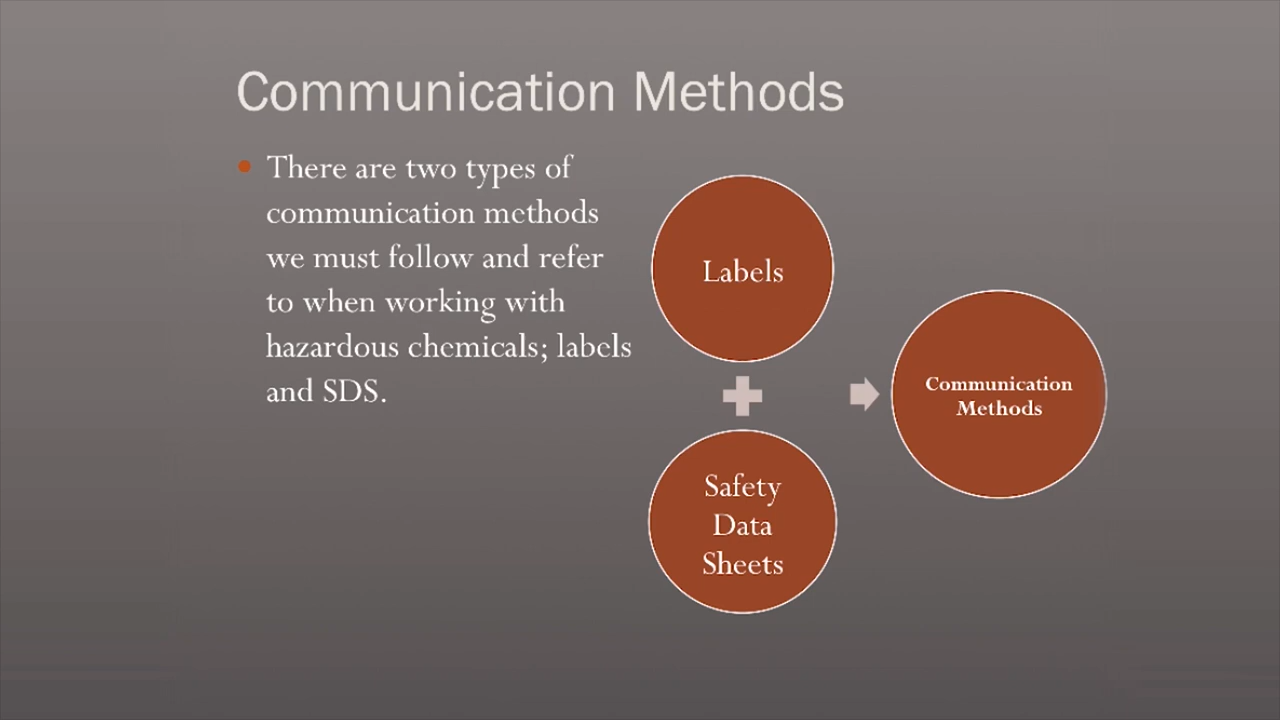 Communication Methods
There are two types of
communication methods
we must follow and refer
to when working with
hazardous chemicals; labels
and SDS.
Labels
Safety
Data
Sheets
Communication
Methods